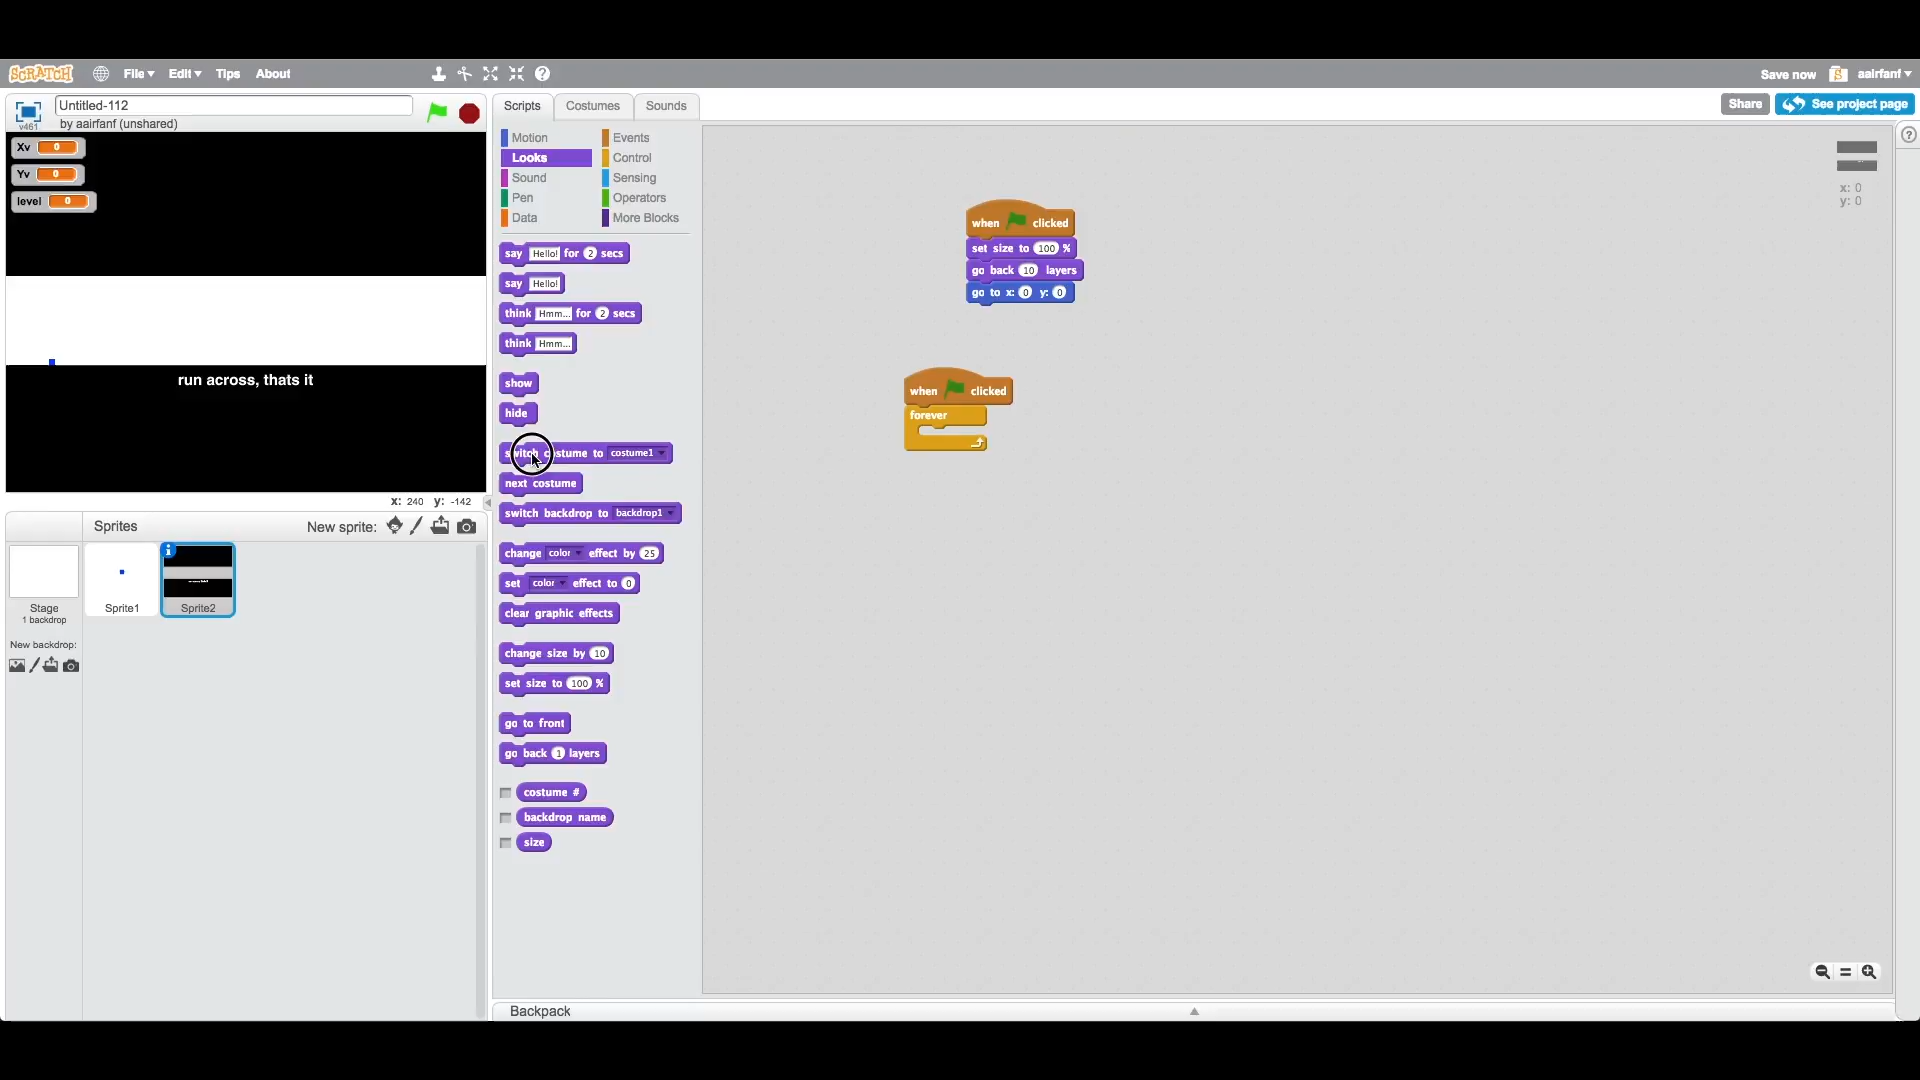 SCRATCH File Edit Tips About Save now aairfanf
Untitled-112
v461 by aairfanf (unshared)
Scripts Costumes Sounds
Share See project page
Xv 0
Yv 0
level 0
run across, thats it
x: 240 y: -142
Sprites New sprite:
Stage
1 backdrop
New backdrop:
Sprite1
Sprite2
Motion Events
Looks Control
Sound Sensing
Pen Operators
Data More Blocks
say Hello! for 2 secs
say Hello!
think Hmm... for 2 secs
think Hmm...
show
hide
switch costume to costume1
next costume
switch backdrop to backdrop1
change color effect by 25
set color effect to 0
clear graphic effects
change size by 10
set size to 100 %
go to front
go back 1 layers
costume #
backdrop name
size
when clicked
set size to 100 %
go back 10 layers
go to x: 0 y: 0
when clicked
forever
x: 0
y: 0
Backpack